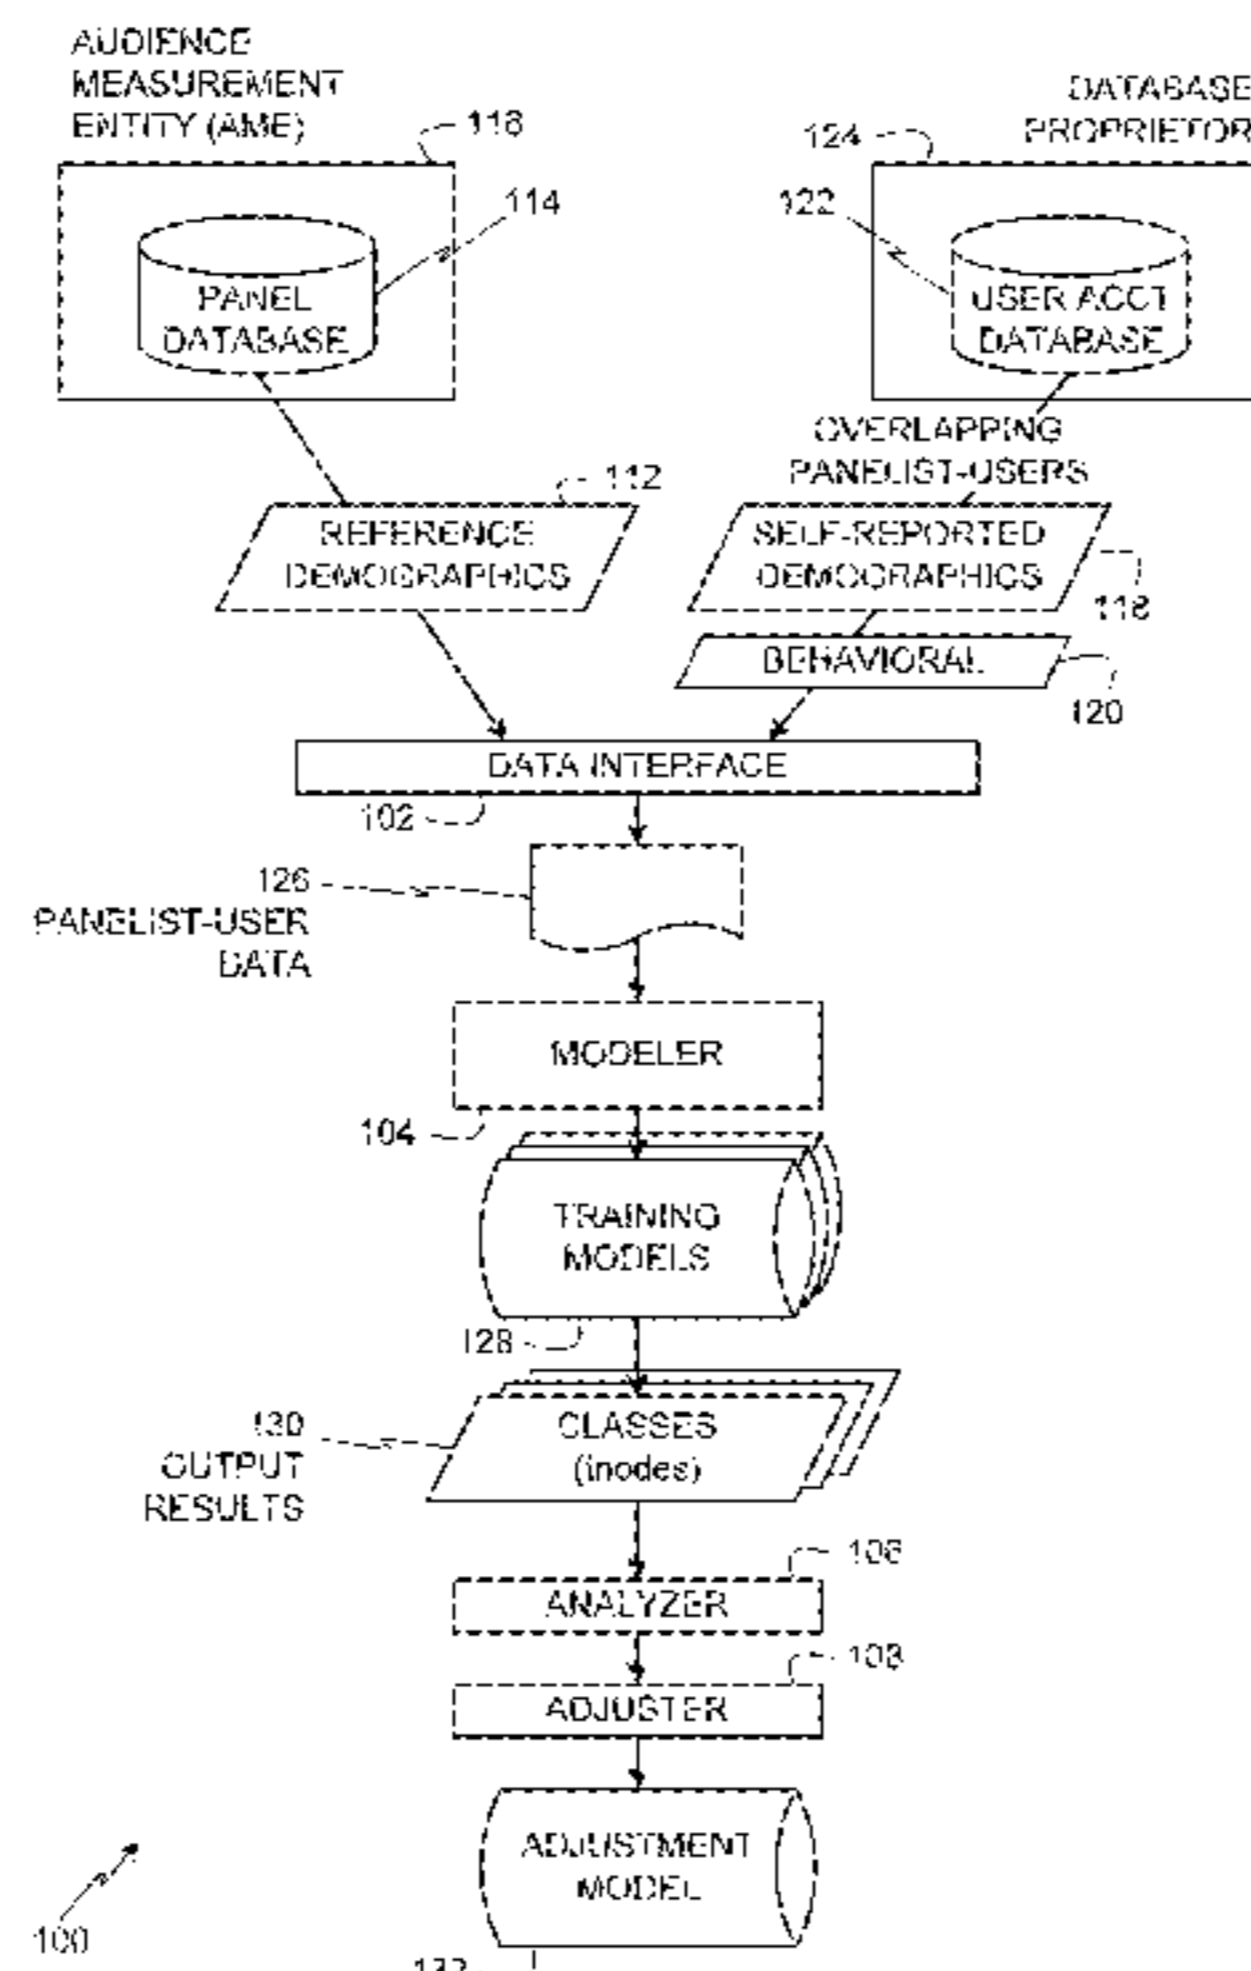 AUDIENCE
MEASUREMENT
ENTITY (AME)
DATABASE
PROPRIETOR
116
124
114
122
PANEL
DATABASE
USER ACCT
DATABASE
OVERLAPPING
PANELIST-USERS
112
REFERENCE
DEMOGRAPHICS
SELF-REPORTED
DEMOGRAPHICS
118
BEHAVIORAL
120
DATA INTERFACE
102
126
PANELIST-USER
DATA
MODELER
104
TRAINING
MODELS
128
130
OUTPUT
RESULTS
CLASSES
(inodes)
106
ANALYZER
108
ADJUSTER
ADJUSTMENT
MODEL
100